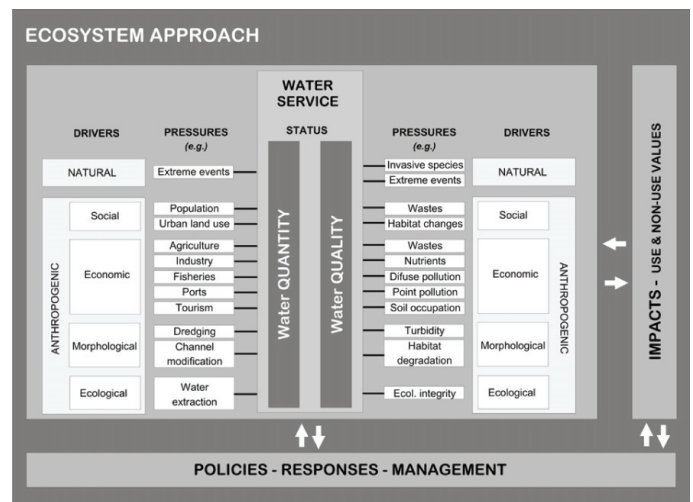 ECOSYSTEM APPROACH
WATER
SERVICE
STATUS
DRIVERS
PRESSURES
(e.g.)
NATURAL
Extreme events
ANTHROPOGENIC
Social
Population
Urban land use
Economic
Agriculture
Industry
Fisheries
Ports
Tourism
Morphological
Dredging
Channel
modification
Ecological
Water
extraction
Water QUANTITY
Water QUALITY
PRESSURES
(e.g.)
DRIVERS
Invasive species
Extreme events
NATURAL
Wastes
Habitat changes
Social
Wastes
Nutrients
Difuse pollution
Point pollution
Soil occupation
Economic
Turbidity
Habitat
degradation
Morphological
Ecol. integrity
Ecological
ANTHROPOGENIC
IMPACTS - USE & NON-USE VALUES
POLICIES - RESPONSES - MANAGEMENT